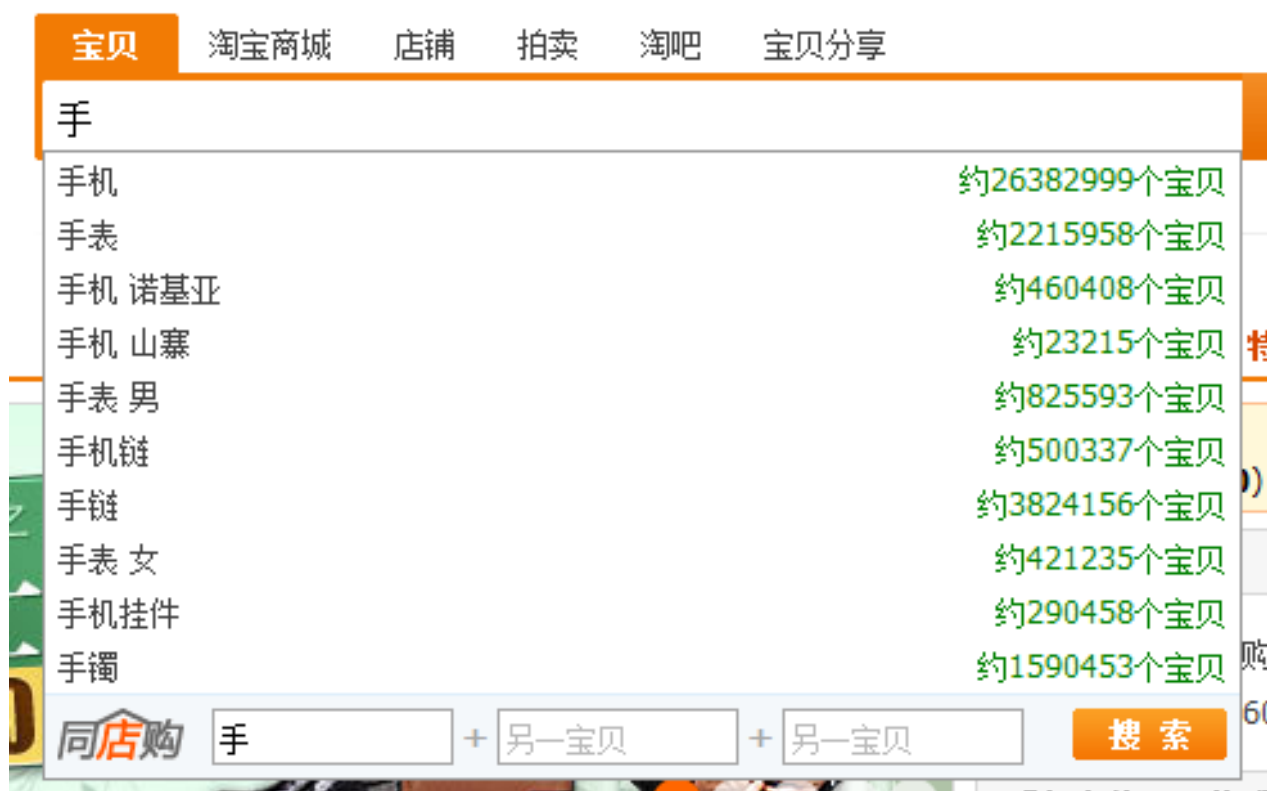 宝贝 淘宝商城 店铺 拍卖 淘吧 宝贝分享
手
手机 约26382999个宝贝
手表 约2215958个宝贝
手机 诺基亚 约460408个宝贝
手机 山寨 约23215个宝贝
手表 男 约825593个宝贝
手机链 约500337个宝贝
手链 约3824156个宝贝
手表 女 约421235个宝贝
手机挂件 约290458个宝贝
手镯 约1590453个宝贝
同店购 手 + 另一宝贝 + 另一宝贝 搜 索